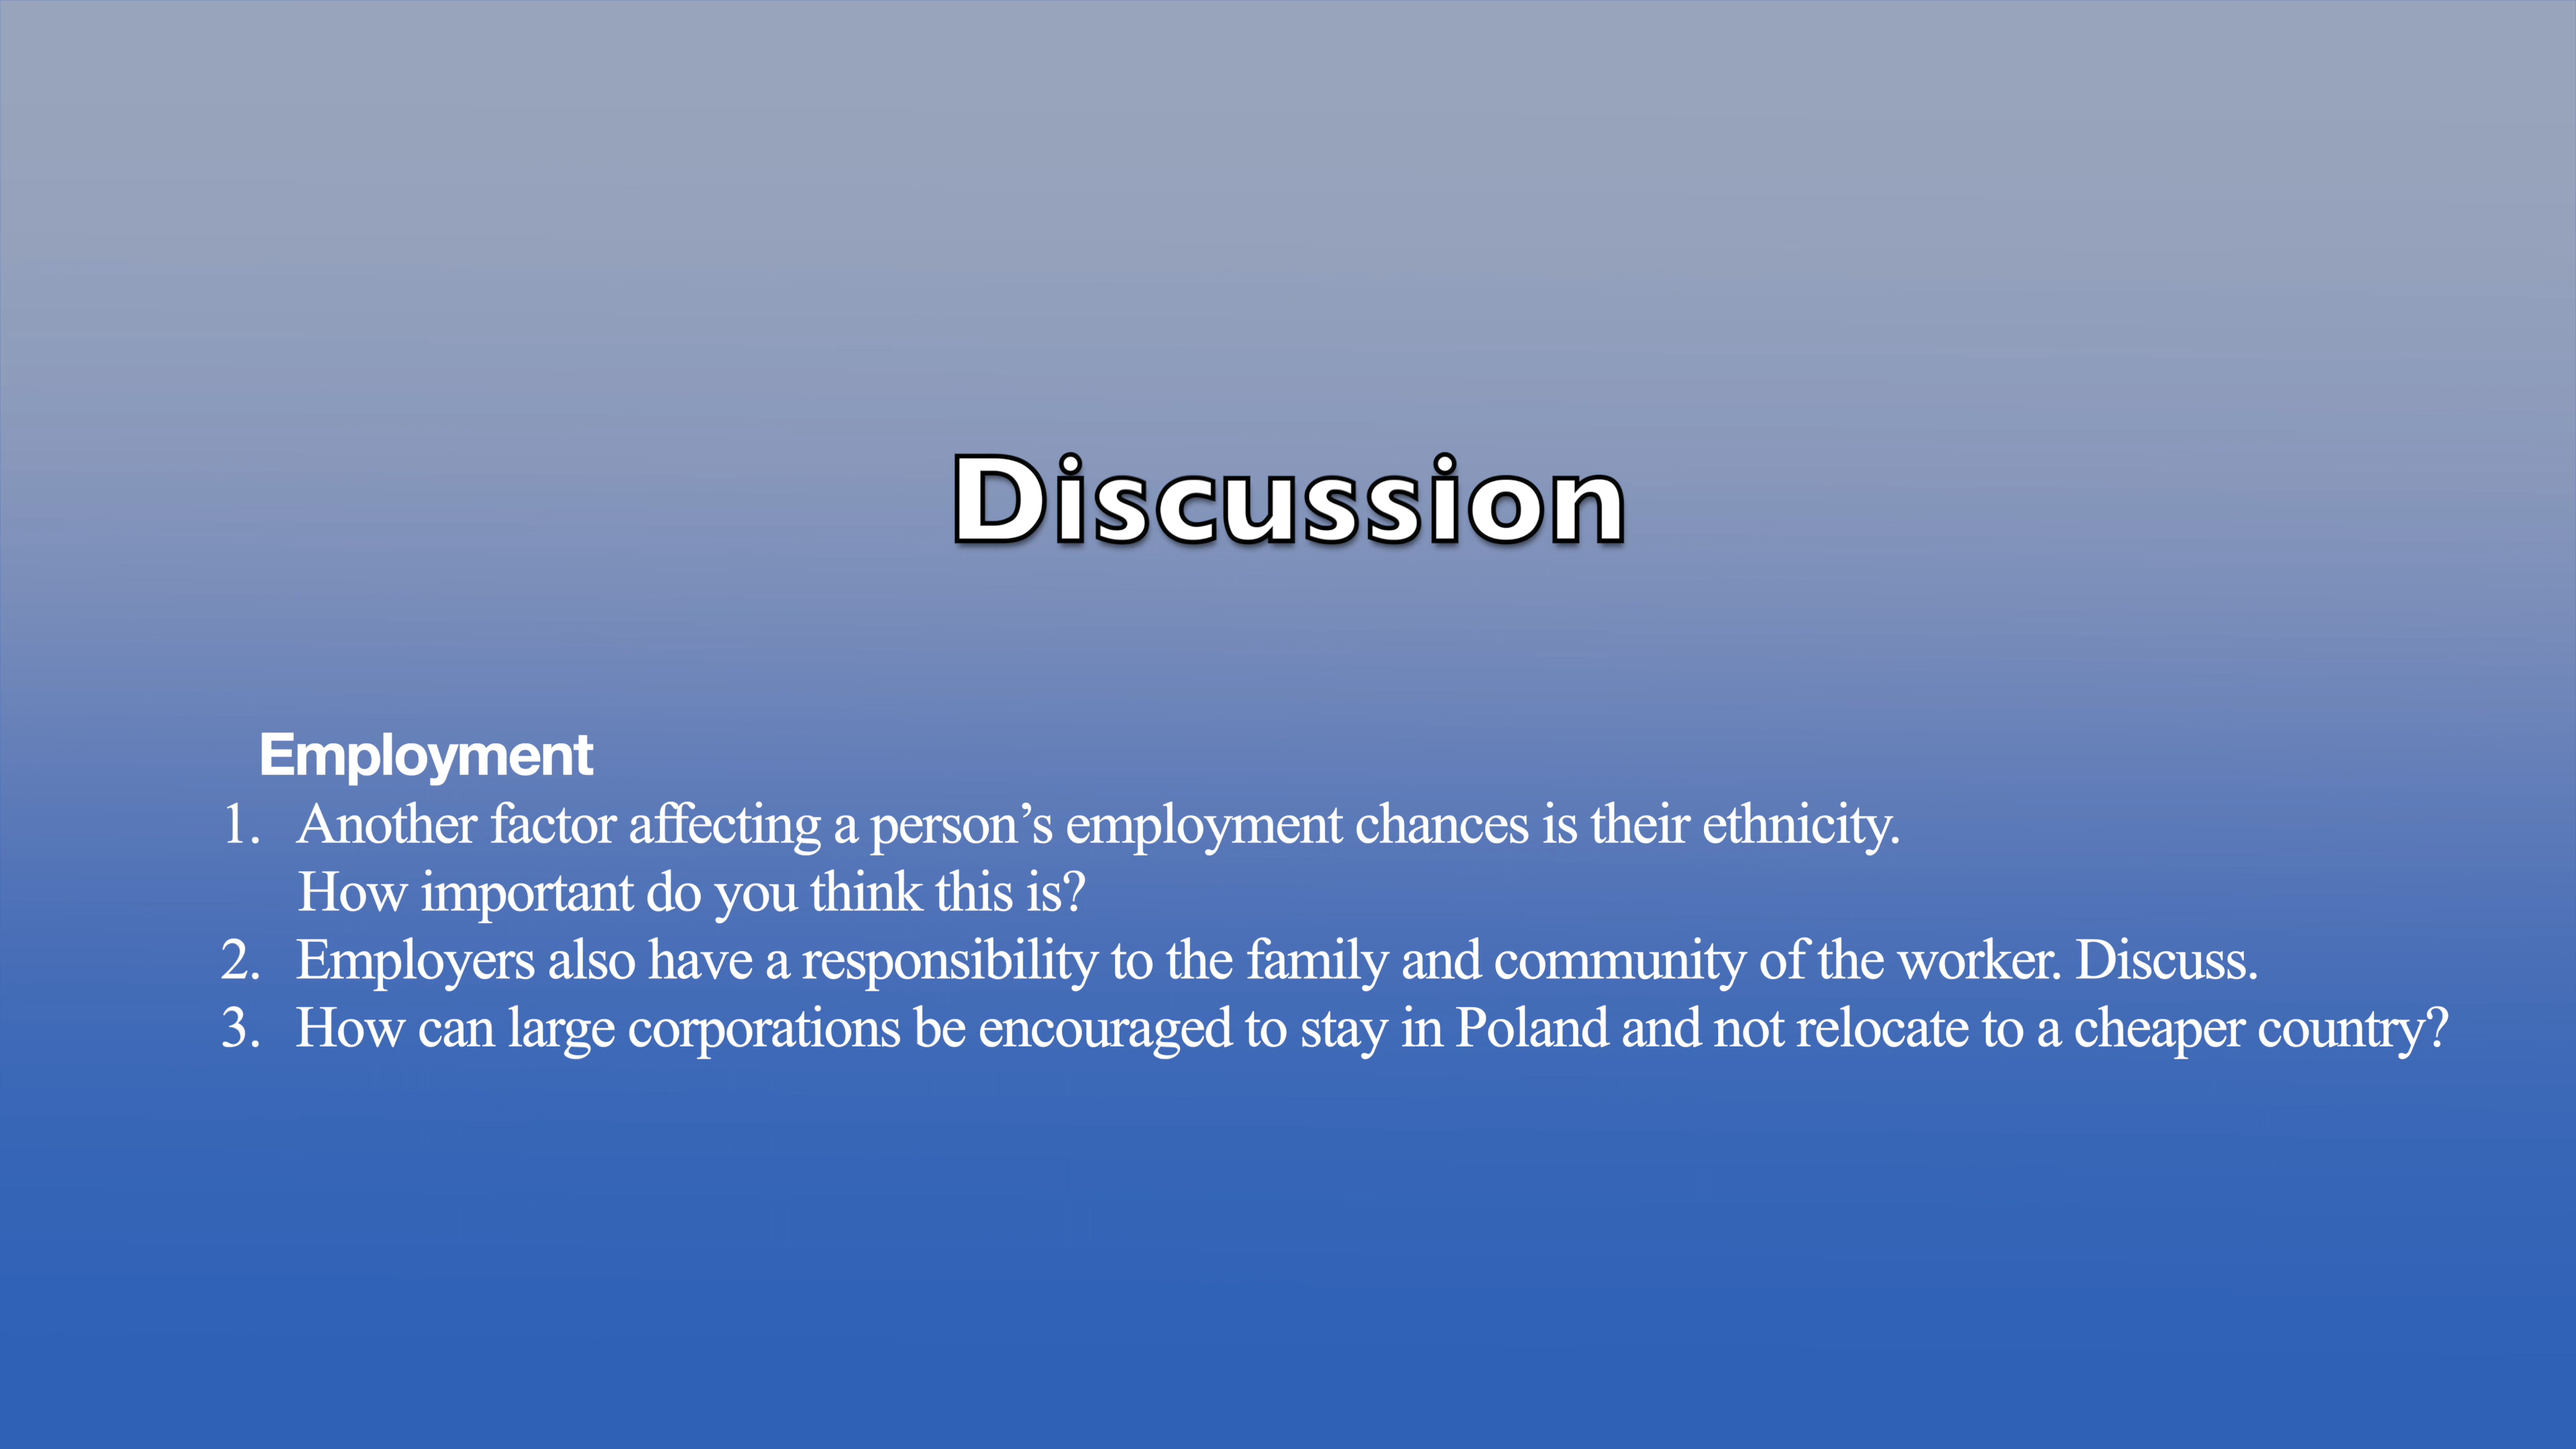 Discussion
Employment
1. Another factor affecting a person’s employment chances is their ethnicity.
How important do you think this is?
2. Employers also have a responsibility to the family and community of the worker. Discuss.
3. How can large corporations be encouraged to stay in Poland and not relocate to a cheaper country?